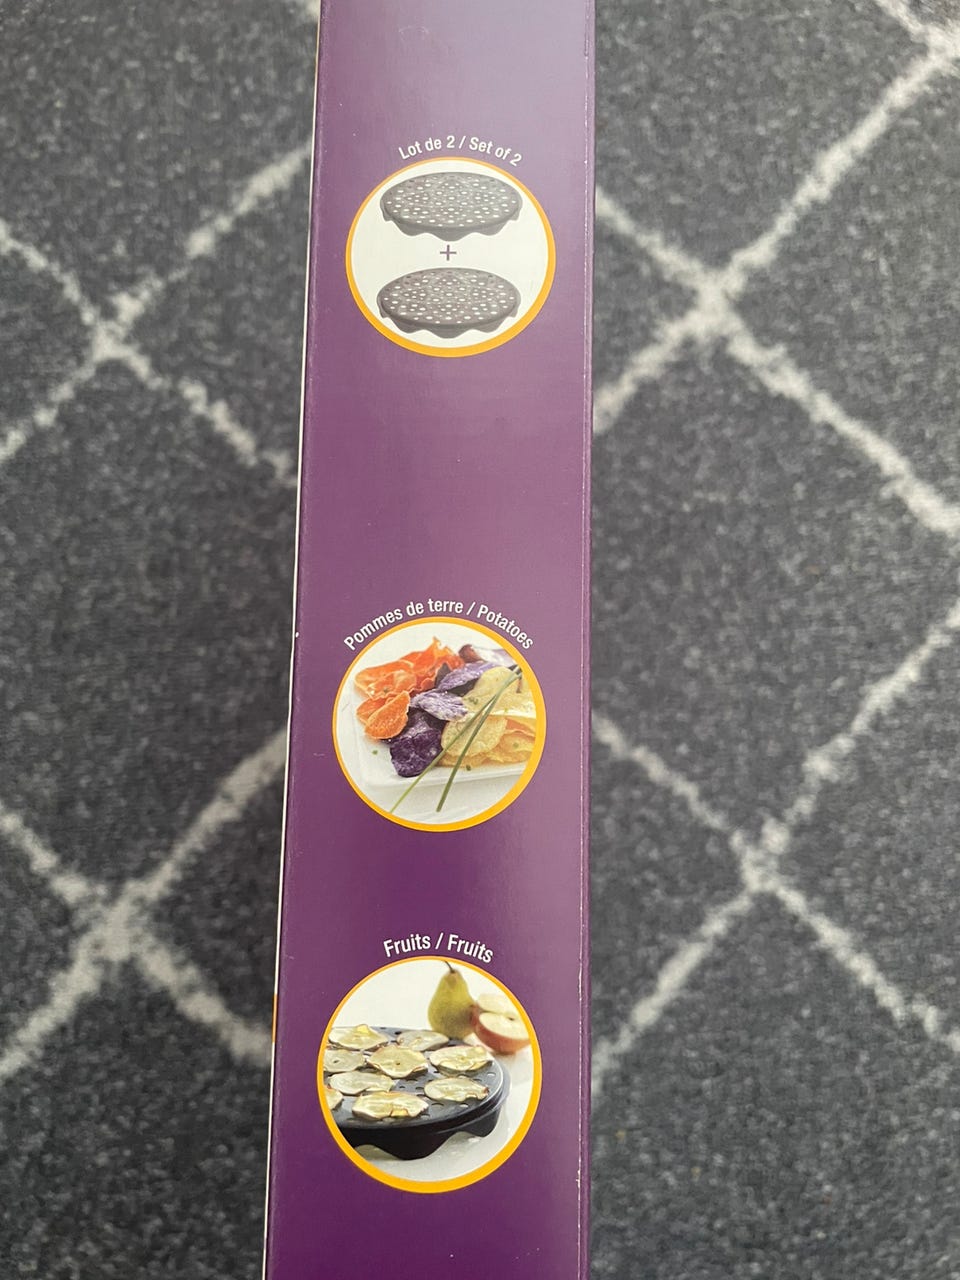 Lot de 2 / Set of 2
Pommes de terre / Potatoes
Fruits / Fruits